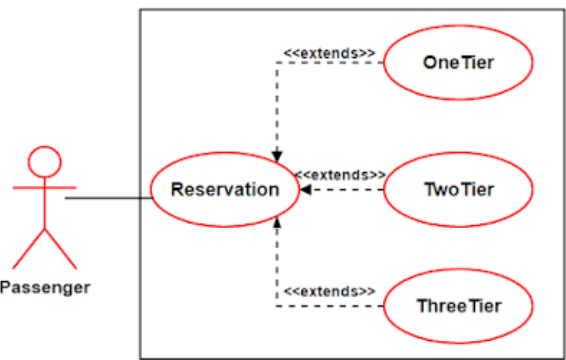 <<extends>>
OneTier
Reservation
<<extends>>
TwoTier
Passenger
<<extends>>
ThreeTier